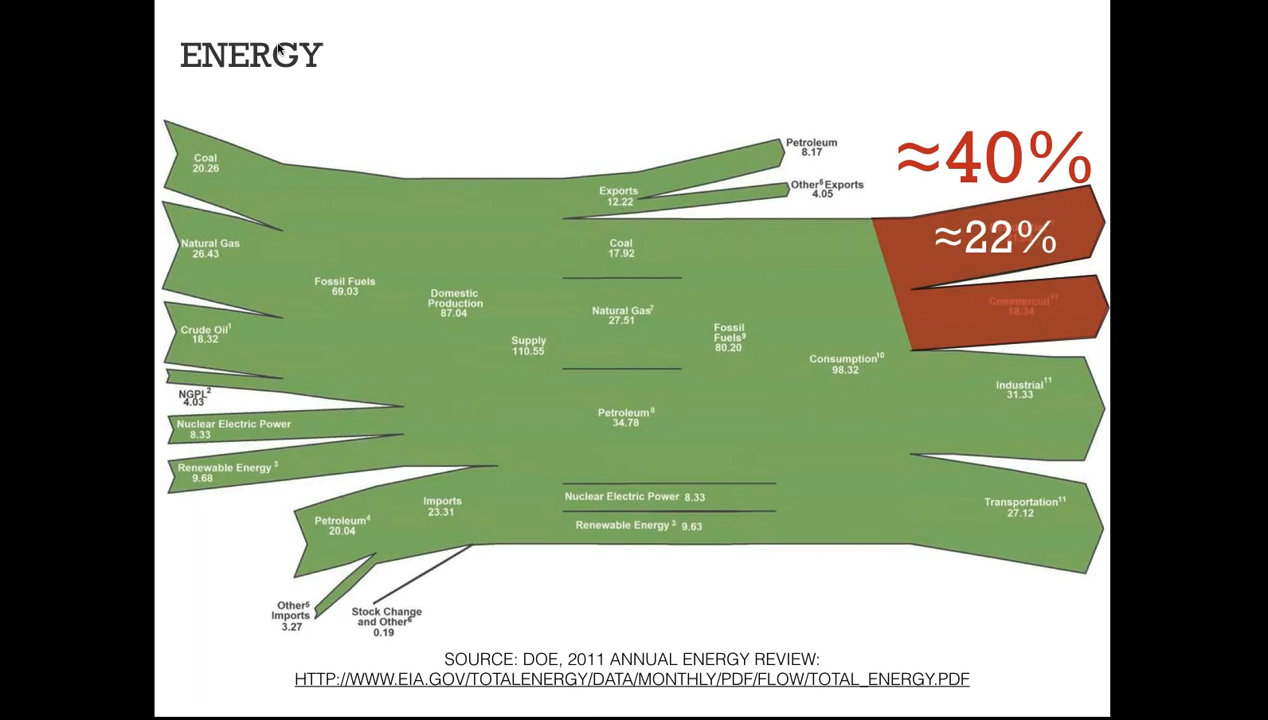 ENERGY
≈40%
≈22%
Petroleum
8.17
Other⁵ Exports
4.05
Exports
12.22
Coal
20.26
Natural Gas
26.43
Crude Oil¹
18.32
NGPL²
4.03
Nuclear Electric Power
8.33
Renewable Energy ³
9.68
Fossil Fuels
69.03
Domestic
Production
87.04
Supply
110.55
Coal
17.92
Natural Gas⁷
27.51
Petroleum⁸
34.78
Fossil
Fuels⁹
80.20
Nuclear Electric Power 8.33
Renewable Energy ³ 9.63
Consumption¹⁰
98.32
Commercial¹¹
18.34
Industrial¹¹
31.33
Transportation¹¹
27.12
Imports
23.31
Petroleum⁴
20.04
Other⁵
Imports
3.27
Stock Change
and Other⁶
0.19
SOURCE: DOE, 2011 ANNUAL ENERGY REVIEW:
HTTP://WWW.EIA.GOV/TOTALENERGY/DATA/MONTHLY/PDF/FLOW/TOTAL_ENERGY.PDF